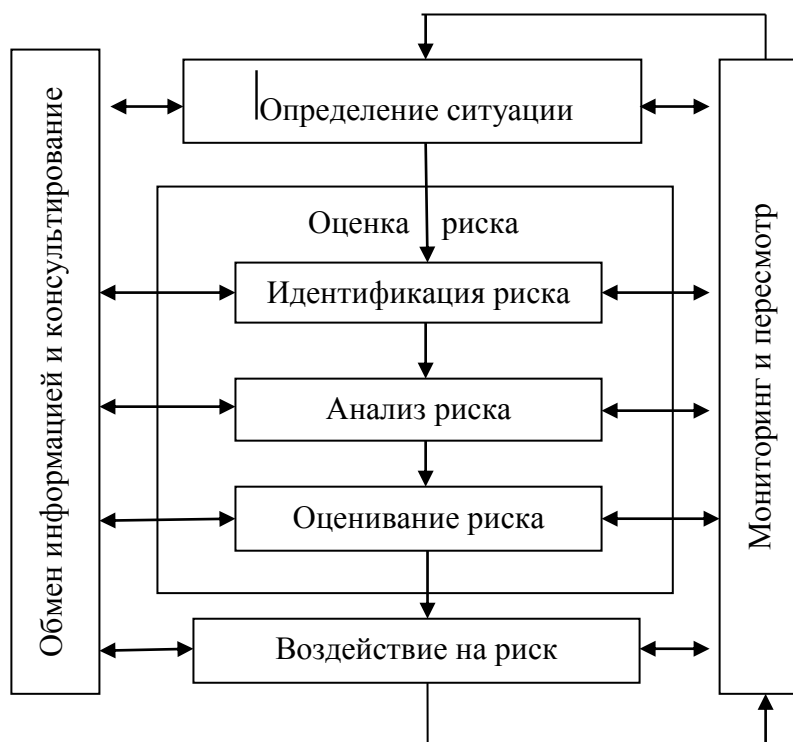 Обмен информацией и консультирование
Определение ситуации
Оценка риска
Идентификация риска
Анализ риска
Оценивание риска
Воздействие на риск
Мониторинг и пересмотр